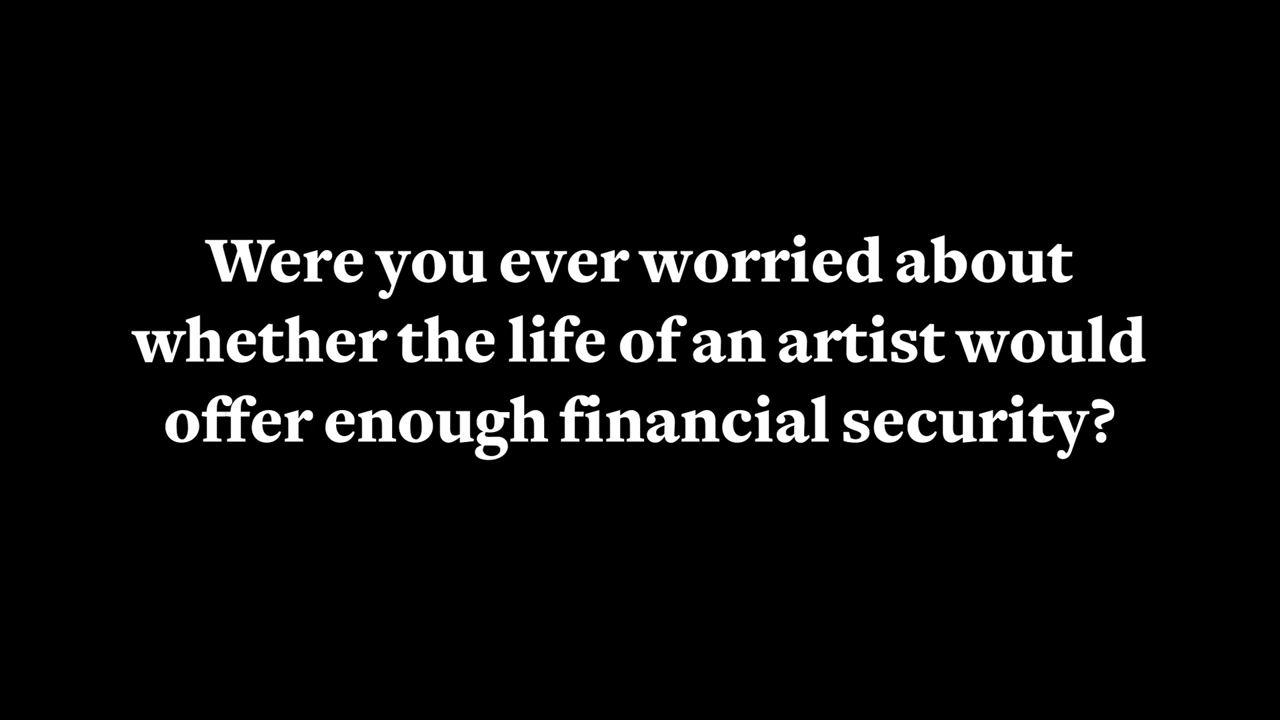 Were you ever worried about
whether the life of an artist would
offer enough financial security?